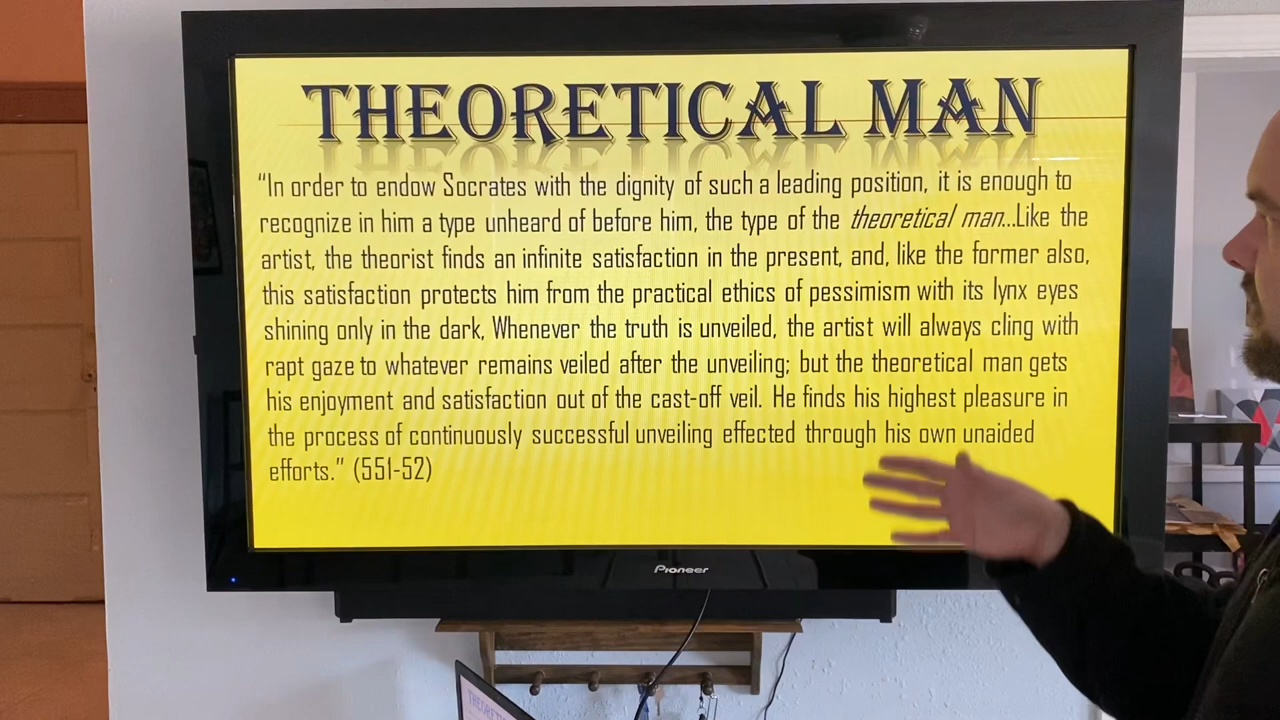 THEORETICAL MAN
“In order to endow Socrates with the dignity of such a leading position, it is enough to
recognize in him a type unheard of before him, the type of the theoretical man...Like the
artist, the theorist finds an infinite satisfaction in the present, and, like the former also,
this satisfaction protects him from the practical ethics of pessimism with its lynx eyes
shining only in the dark, Whenever the truth is unveiled, the artist will always cling with
rapt gaze to whatever remains veiled after the unveiling; but the theoretical man gets
his enjoyment and satisfaction out of the cast-off veil. He finds his highest pleasure in
the process of continuously successful unveiling effected through his own unaided
efforts.” (551-52)
Pioneer